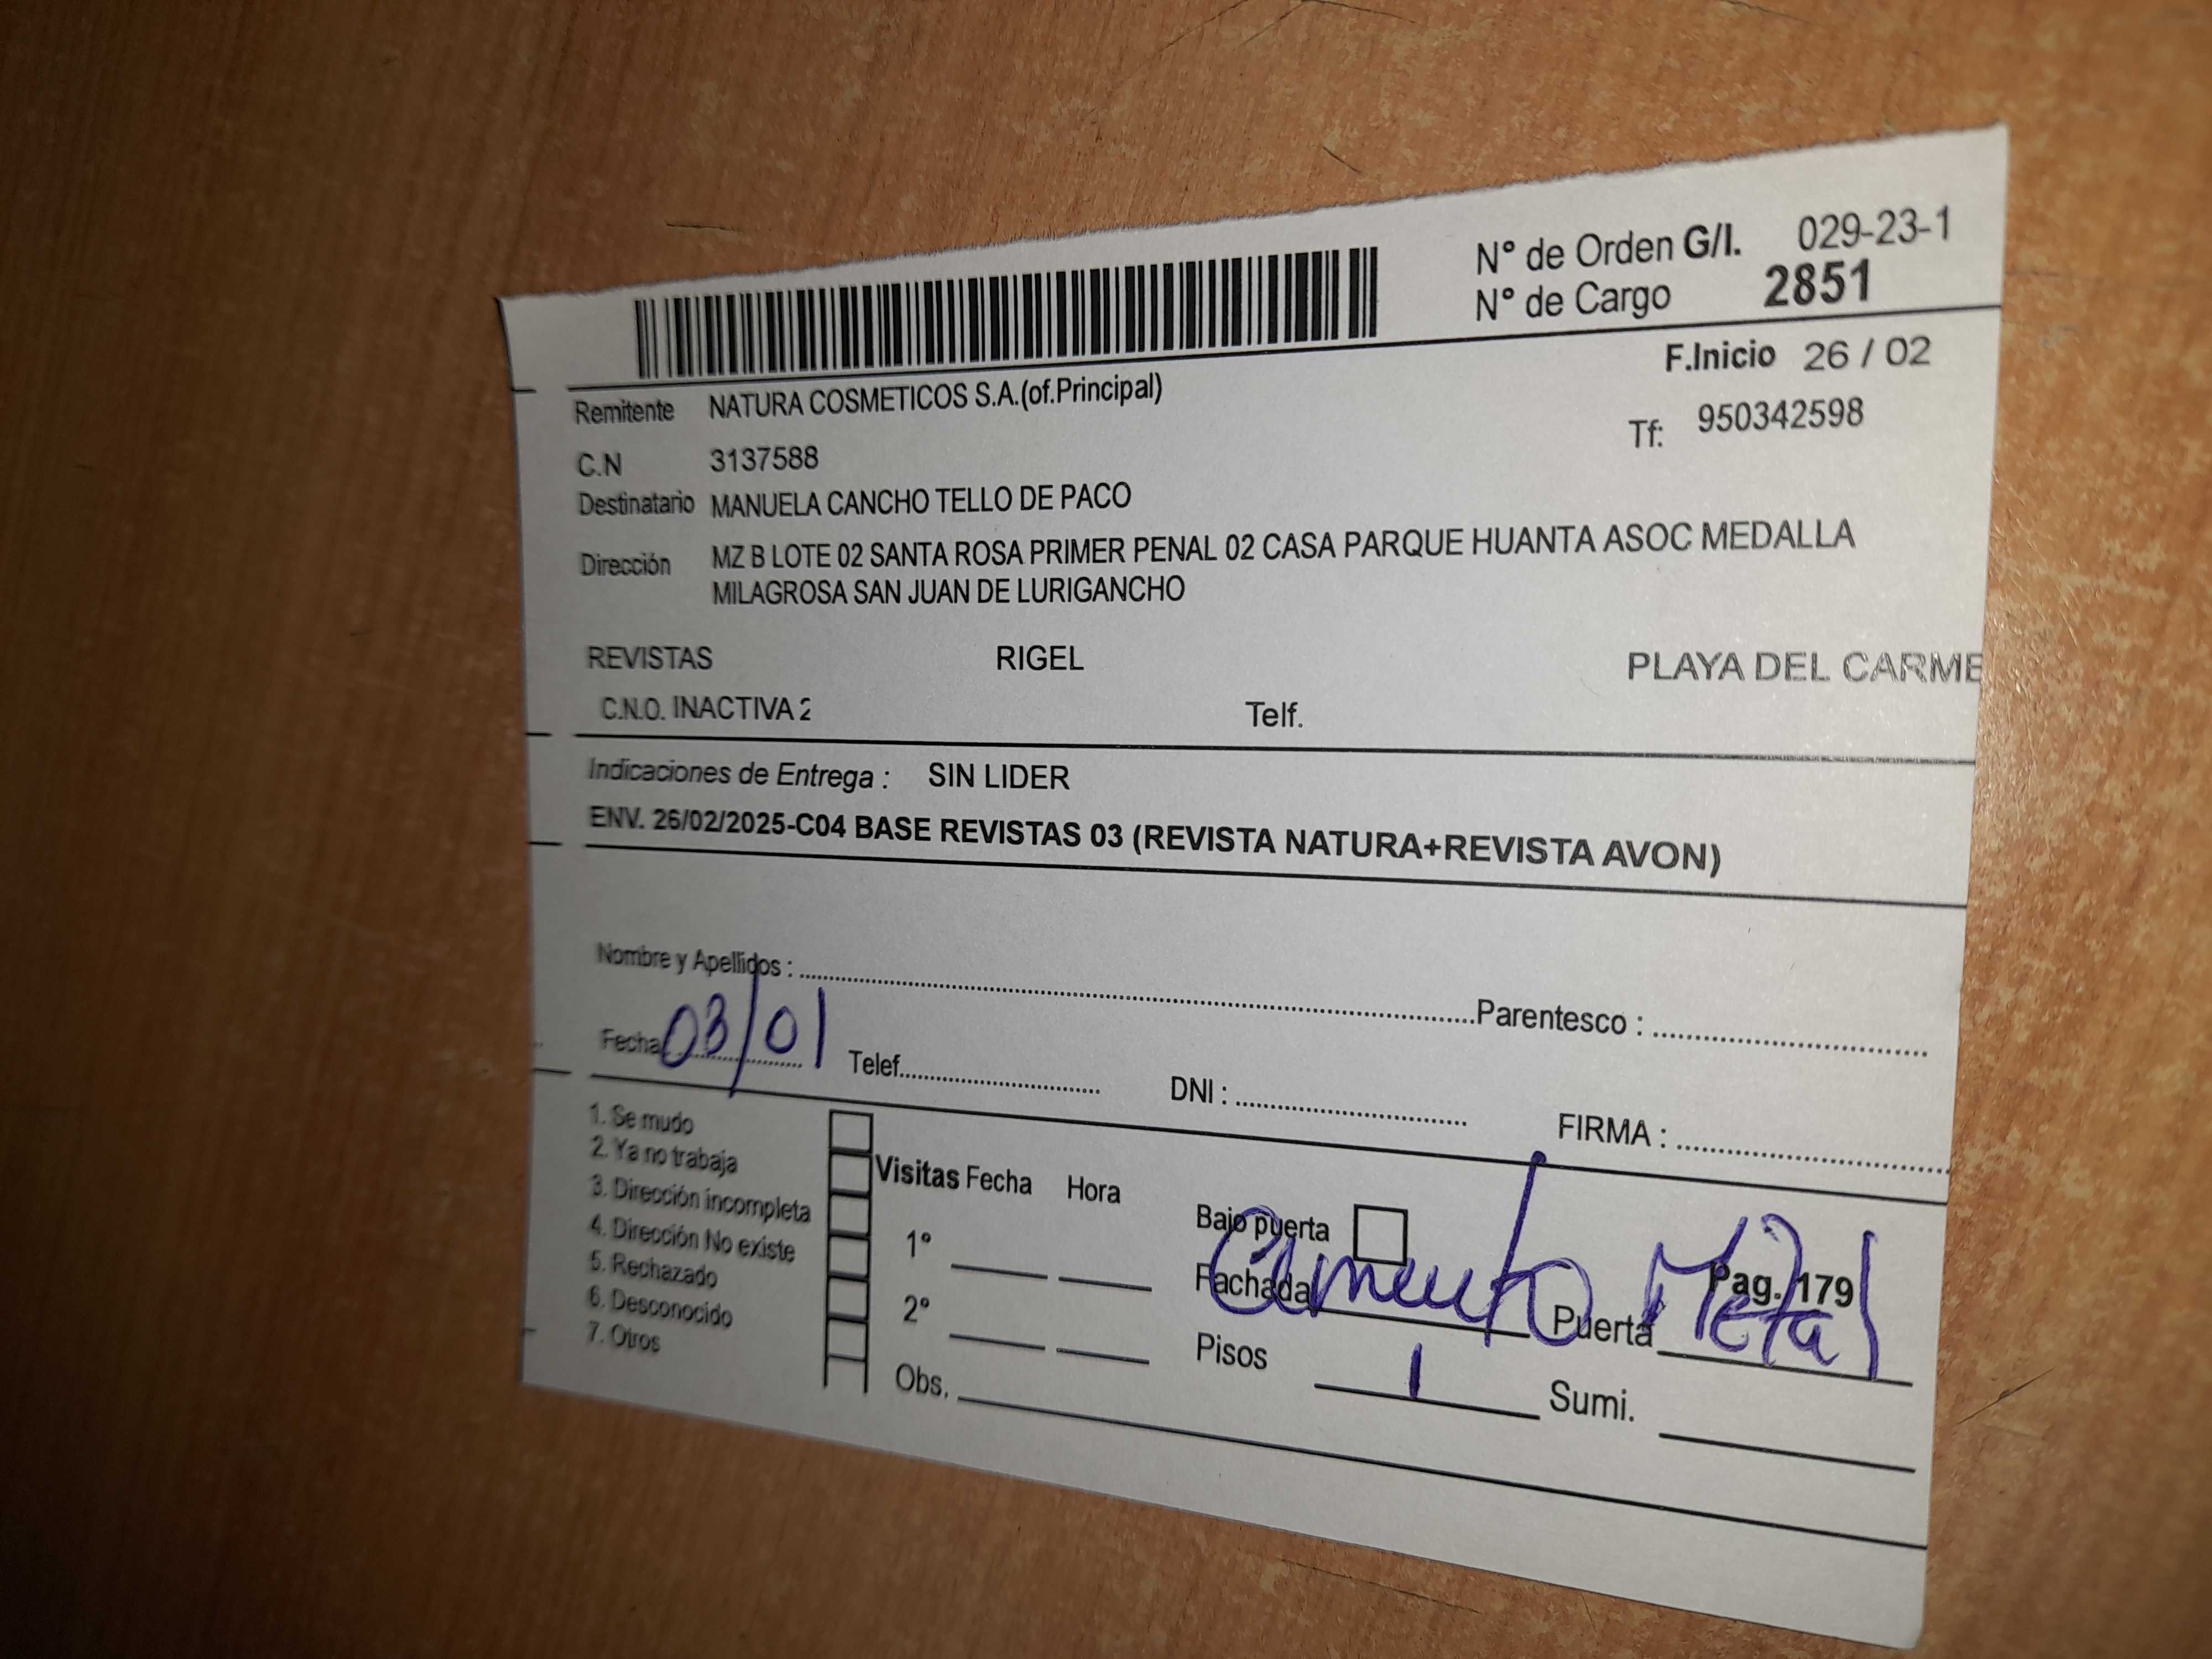 N° de Orden G/I. 029-23-1
N° de Cargo 2851
F.Inicio 26 / 02
Remitente NATURA COSMETICOS S.A.(of.Principal)
Tf: 950342598
C.N 3137588
Destinatario MANUELA CANCHO TELLO DE PACO
Dirección MZ B LOTE 02 SANTA ROSA PRIMER PENAL 02 CASA PARQUE HUANTA ASOC MEDALLA
MILAGROSA SAN JUAN DE LURIGANCHO
REVISTAS RIGEL PLAYA DEL CARME
C.N.O. INACTIVA 2 Telf.
Indicaciones de Entrega : SIN LIDER
ENV. 26/02/2025-C04 BASE REVISTAS 03 (REVISTA NATURA+REVISTA AVON)
Nombre y Apellidos : Parentesco :
Fecha 03/01 Telef. DNI : FIRMA :
1. Se mudo
2. Ya no trabaja
3. Dirección incompleta
4. Dirección No existe
5. Rechazado
6. Desconocido
7. Otros
Visitas Fecha Hora
1°
2°
Obs.
Bajo puerta
Fachada Cemento Puerta Metal
Pag. 179
Pisos 1 Sumi.